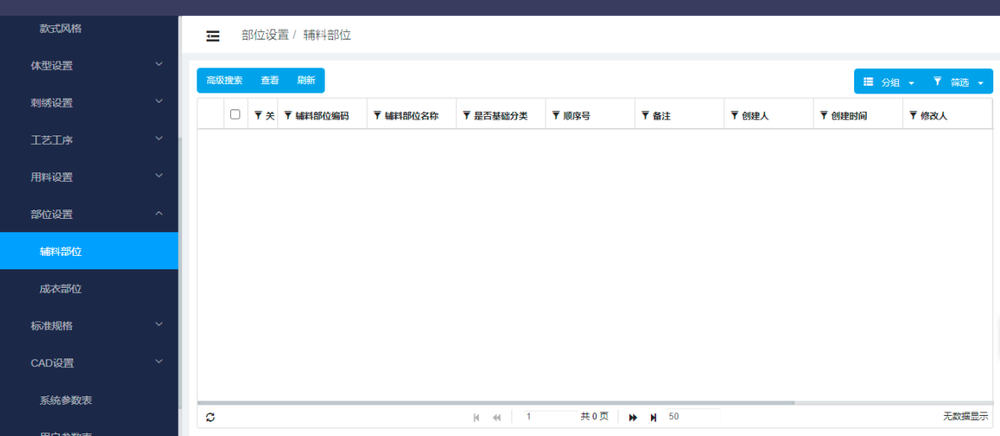 款式风格
体型设置
刺绣设置
工艺工序
用料设置
部位设置
辅料部位
成衣部位
标准规格
CAD设置
系统参数表
用户参数表
部位设置 / 辅料部位
高级搜索 查看 刷新
分组 筛选
关 辅料部位编码 辅料部位名称 是否基础分类 顺序号 备注 创建人 创建时间 修改人
1 共 0 页 50 无数据显示